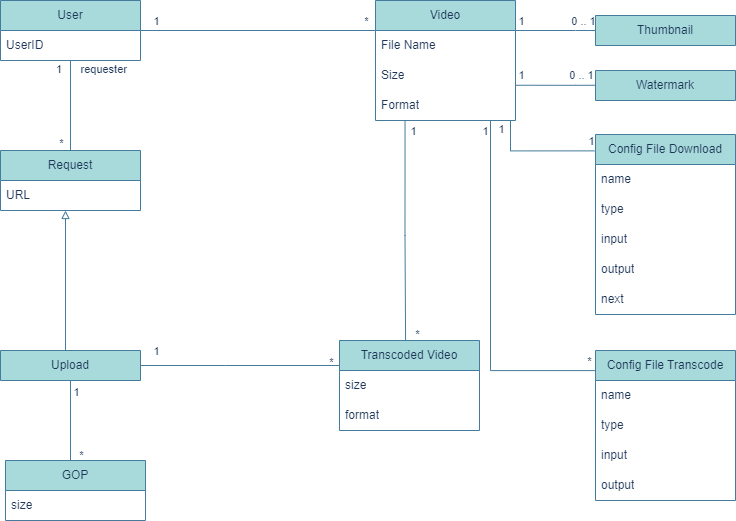 User
UserID
1
*
Video
File Name
Size
Format
1
0 .. 1
Thumbnail
1
0 .. 1
Watermark
1
requester
*
Request
URL
1
1
1
1
Config File Download
name
type
input
output
next
Upload
1
*
*
Transcoded Video
size
format
*
Config File Transcode
name
type
input
output
1
*
GOP
size